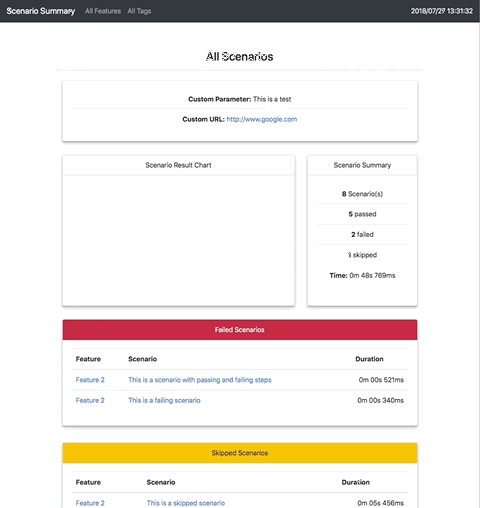 Scenario Summary All Features All Tags 2018/07/27 13:31:32
All Scenarios
Custom Parameter: This is a test
Custom URL: http://www.google.com
Scenario Result Chart
Scenario Summary
8 Scenario(s)
5 passed
2 failed
1 skipped
Time: 0m 48s 769ms
Failed Scenarios
Feature Scenario Duration
Feature 2 This is a scenario with passing and failing steps 0m 00s 521ms
Feature 2 This is a failing scenario 0m 00s 340ms
Skipped Scenarios
Feature Scenario Duration
Feature 2 This is a skipped scenario 0m 05s 456ms